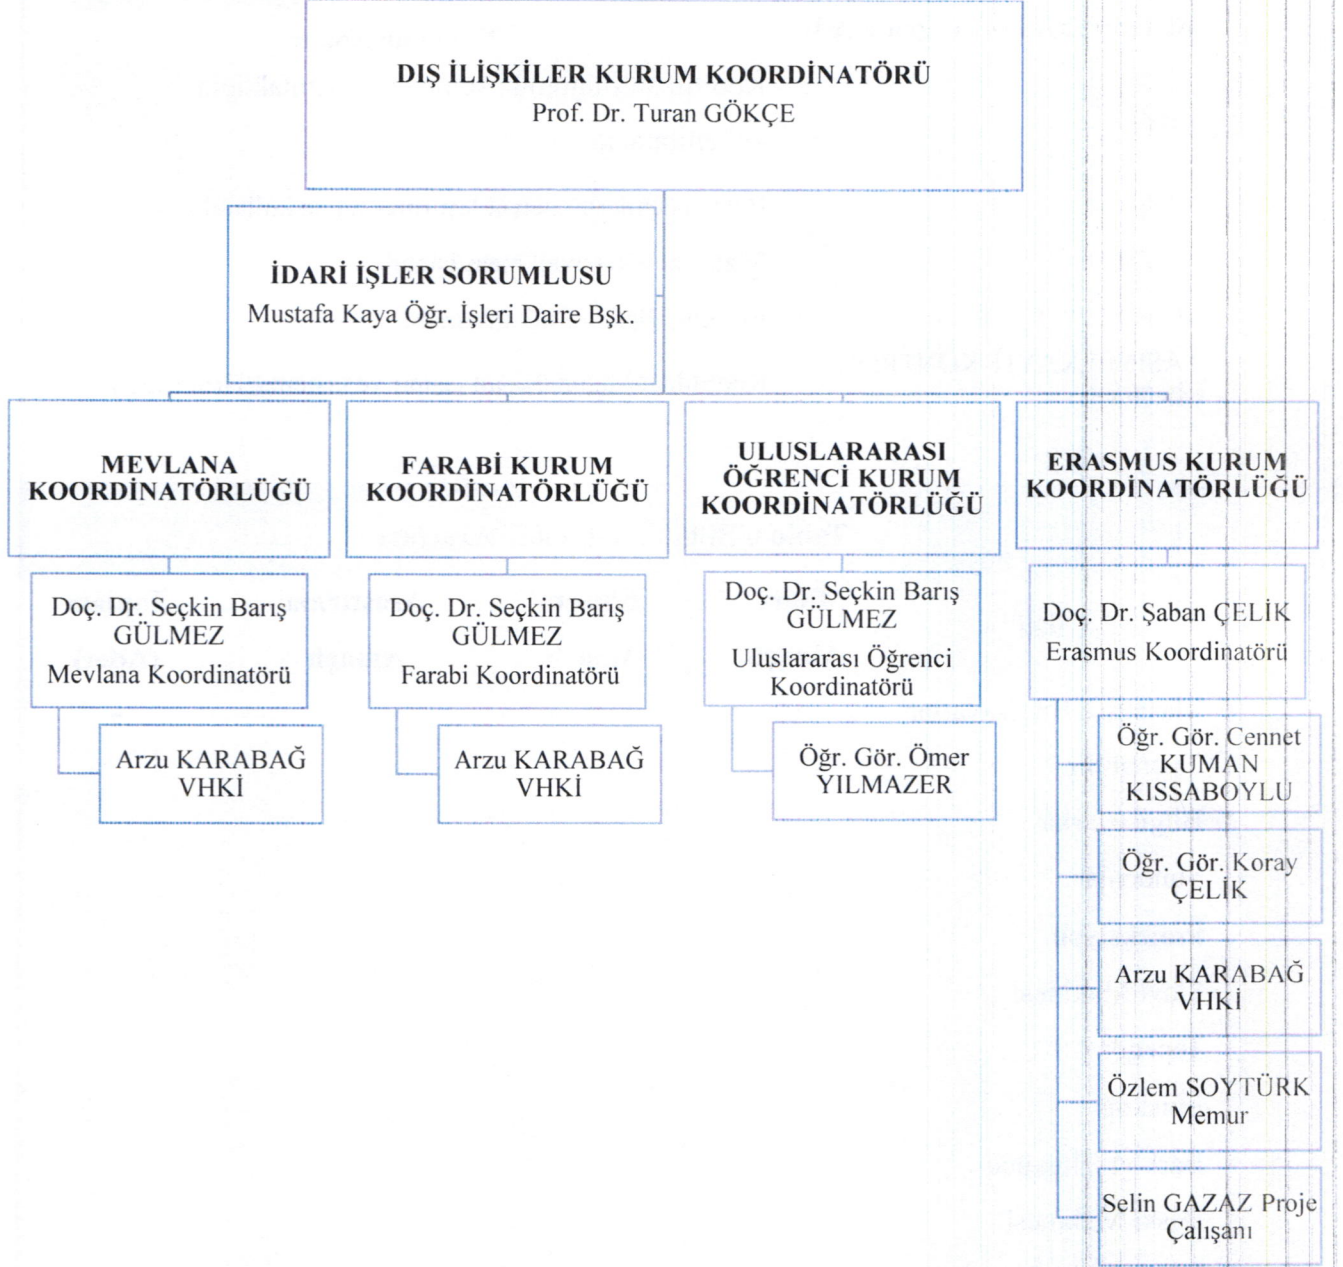 DIŞ İLİŞKİLER KURUM KOORDİNATÖRÜ
Prof. Dr. Turan GÖKÇE
İDARİ İŞLER SORUMLUSU
Mustafa Kaya Öğr. İşleri Daire Bşk.
MEVLANA
KOORDİNATÖRLÜĞÜ
Doç. Dr. Seçkin Barış
GÜLMEZ
Mevlana Koordinatörü
Arzu KARABAĞ
VHKİ
FARABİ KURUM
KOORDİNATÖRLÜĞÜ
Doç. Dr. Seçkin Barış
GÜLMEZ
Farabi Koordinatörü
Arzu KARABAĞ
VHKİ
ULUSLARARASI
ÖĞRENCİ KURUM
KOORDİNATÖRLÜĞÜ
Doç. Dr. Seçkin Barış
GÜLMEZ
Uluslararası Öğrenci
Koordinatörü
Öğr. Gör. Ömer
YILMAZER
ERASMUS KURUM
KOORDİNATÖRLÜĞÜ
Doç. Dr. Şaban ÇELİK
Erasmus Koordinatörü
Öğr. Gör. Cennet
KUMAN
KISSABOYLU
Öğr. Gör. Koray
ÇELİK
Arzu KARABAĞ
VHKİ
Özlem SOYTÜRK
Memur
Selin GAZAZ Proje
Çalışanı